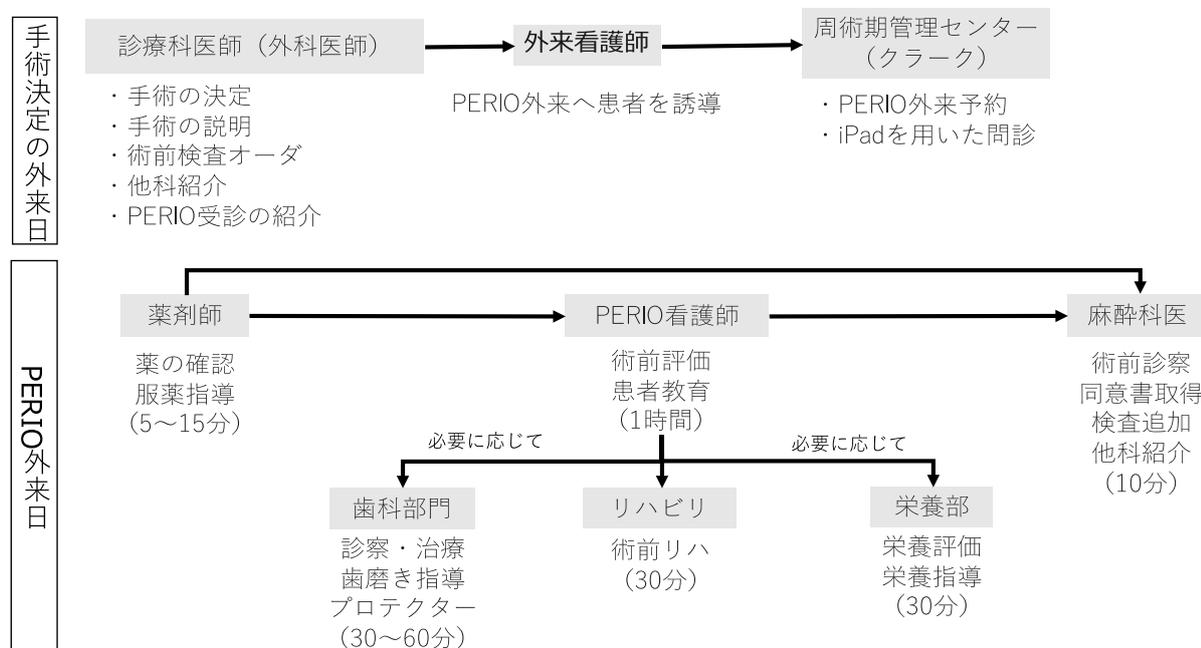 手術決定の外来日
診療科医師（外科医師）
・手術の決定
・手術の説明
・術前検査オーダ
・他科紹介
・PERIO受診の紹介
外来看護師
PERIO外来へ患者を誘導
周術期管理センター
（クラーク）
・PERIO外来予約
・iPadを用いた問診
PERIO外来日
薬剤師
薬の確認
服薬指導
(5～15分)
PERIO看護師
術前評価
患者教育
(1時間)
麻酔科医
術前診察
同意書取得
検査追加
他科紹介
(10分)
必要に応じて
必要に応じて
歯科部門
診察・治療
歯磨き指導
プロテクター
(30～60分)
リハビリ
術前リハ
(30分)
栄養部
栄養評価
栄養指導
(30分)